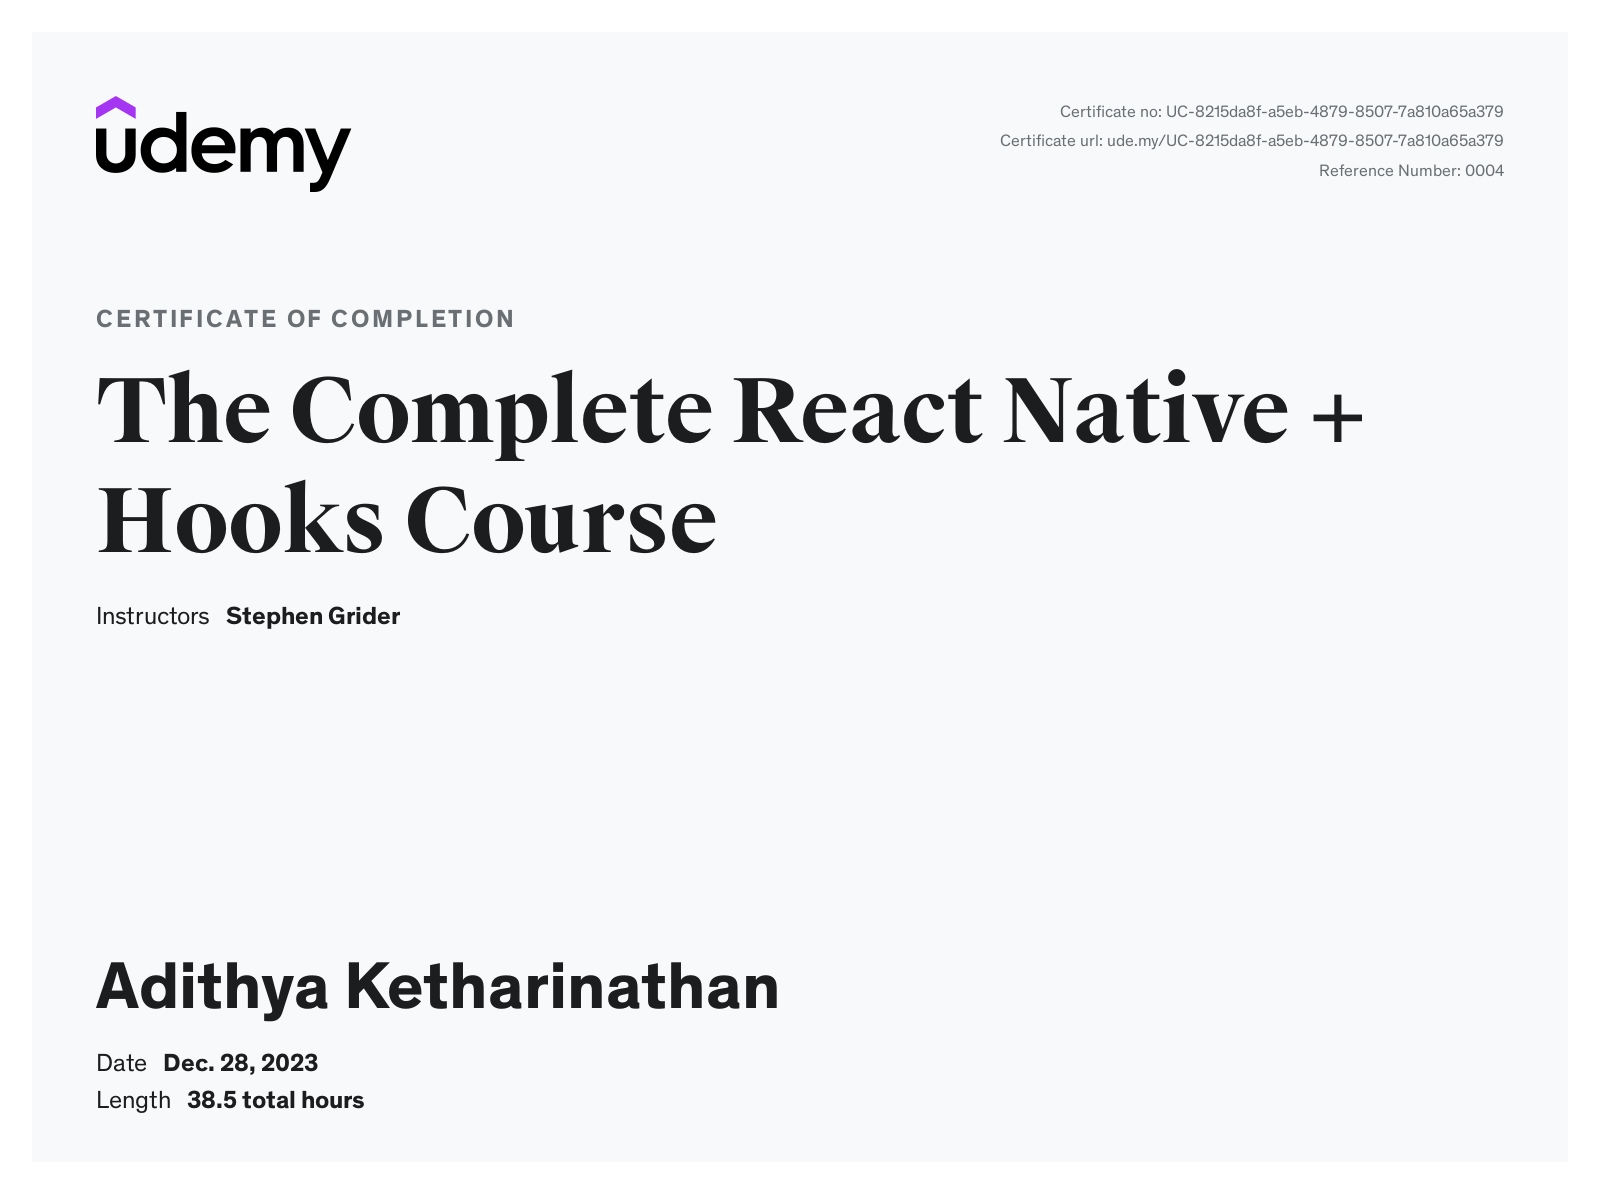 udemy
Certificate no: UC-8215da8f-a5eb-4879-8507-7a810a65a379
Certificate url: ude.my/UC-8215da8f-a5eb-4879-8507-7a810a65a379
Reference Number: 0004
CERTIFICATE OF COMPLETION
The Complete React Native +
Hooks Course
Instructors Stephen Grider
Adithya Ketharinathan
Date Dec. 28, 2023
Length 38.5 total hours